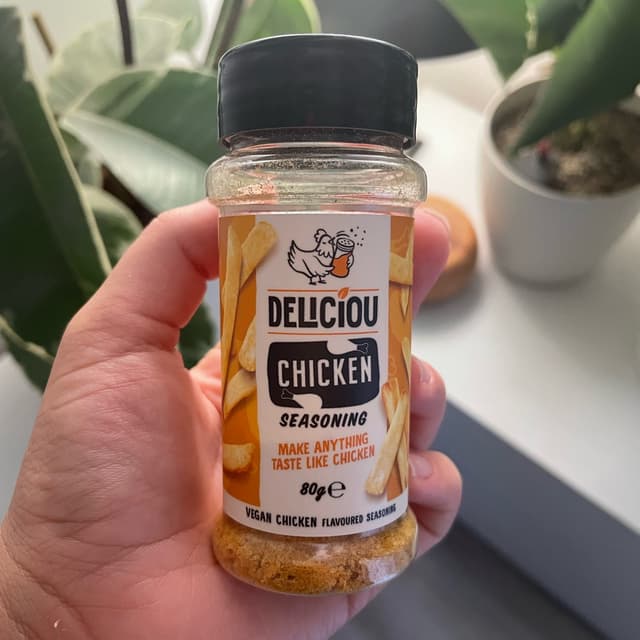 DELICIOU
CHICKEN
SEASONING
MAKE ANYTHING
TASTE LIKE CHICKEN
80g℮
VEGAN CHICKEN FLAVOURED SEASONING